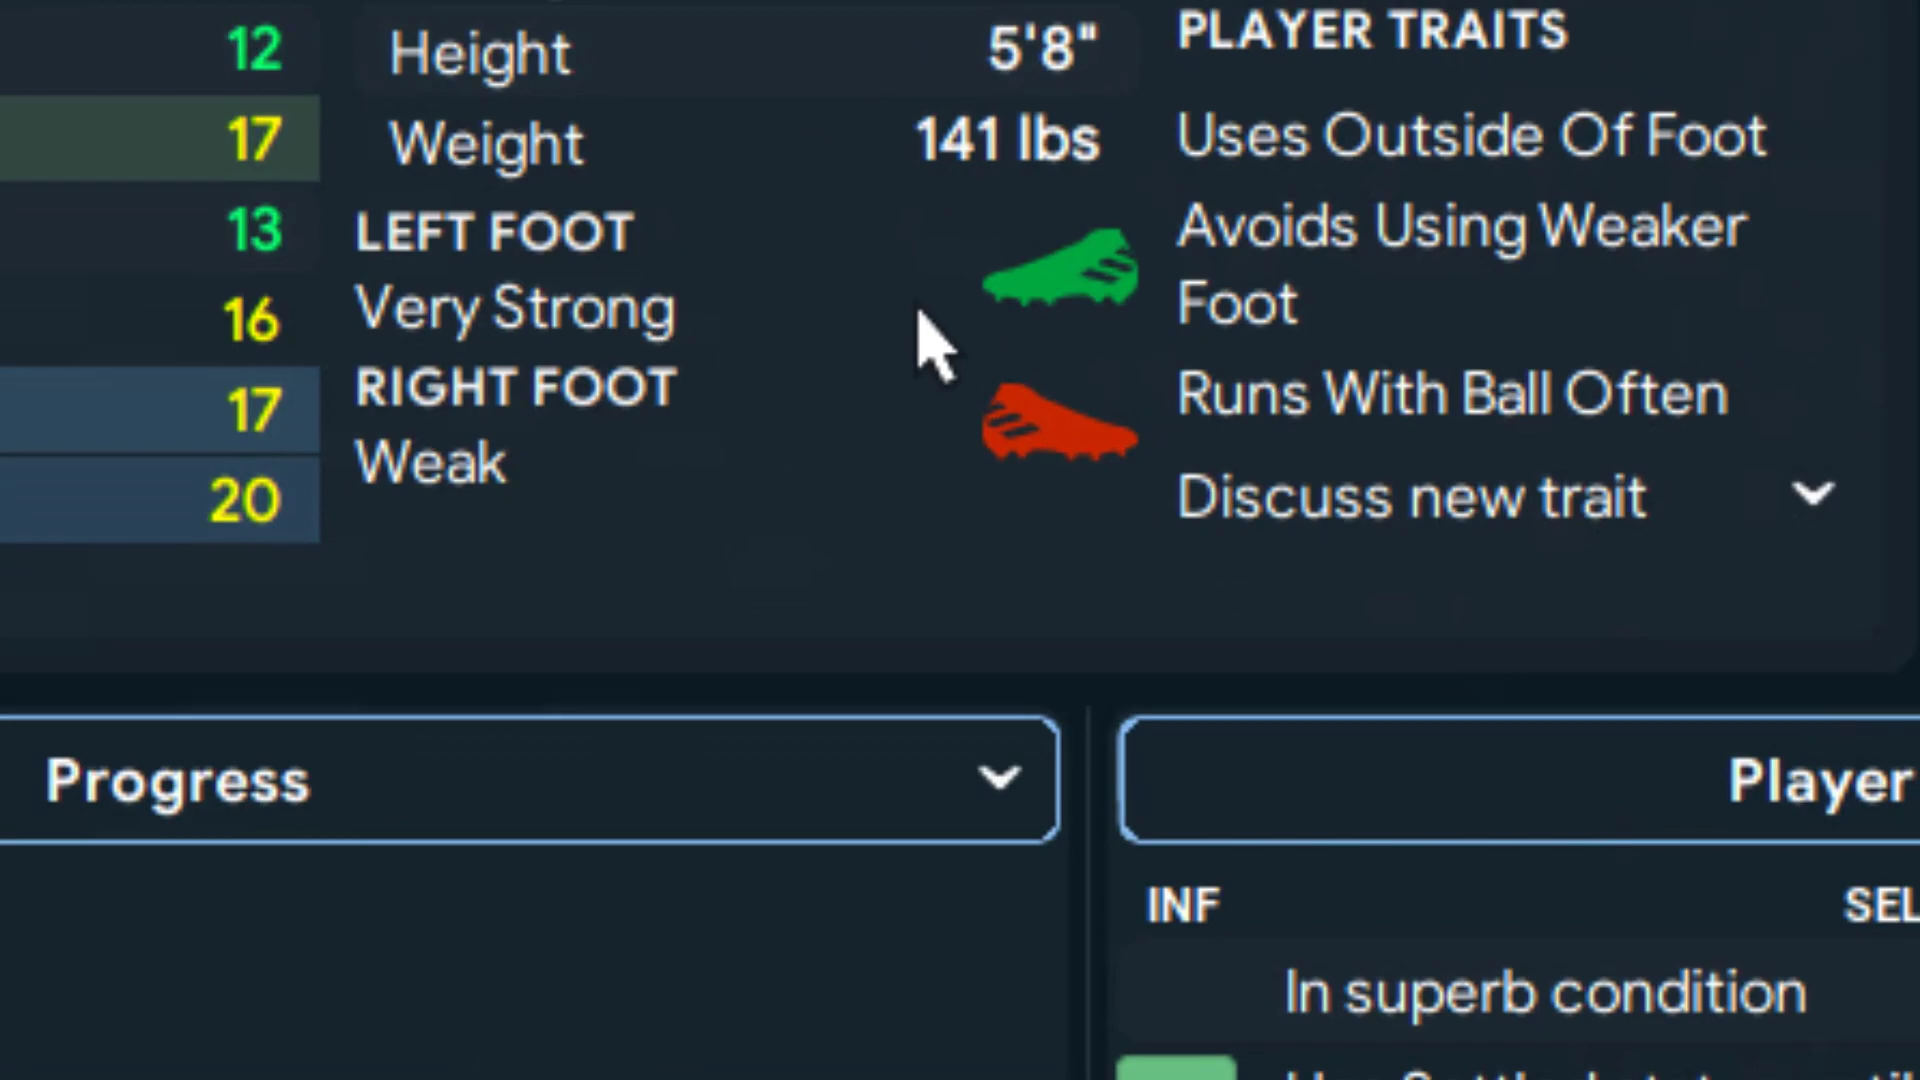 12
Height
5'8"
PLAYER TRAITS
17
Weight
141 lbs
Uses Outside Of Foot
13
LEFT FOOT
Avoids Using Weaker
Foot
16
Very Strong
17
RIGHT FOOT
Runs With Ball Often
Weak
20
Discuss new trait
Progress
Player
INF
SEL
In superb condition